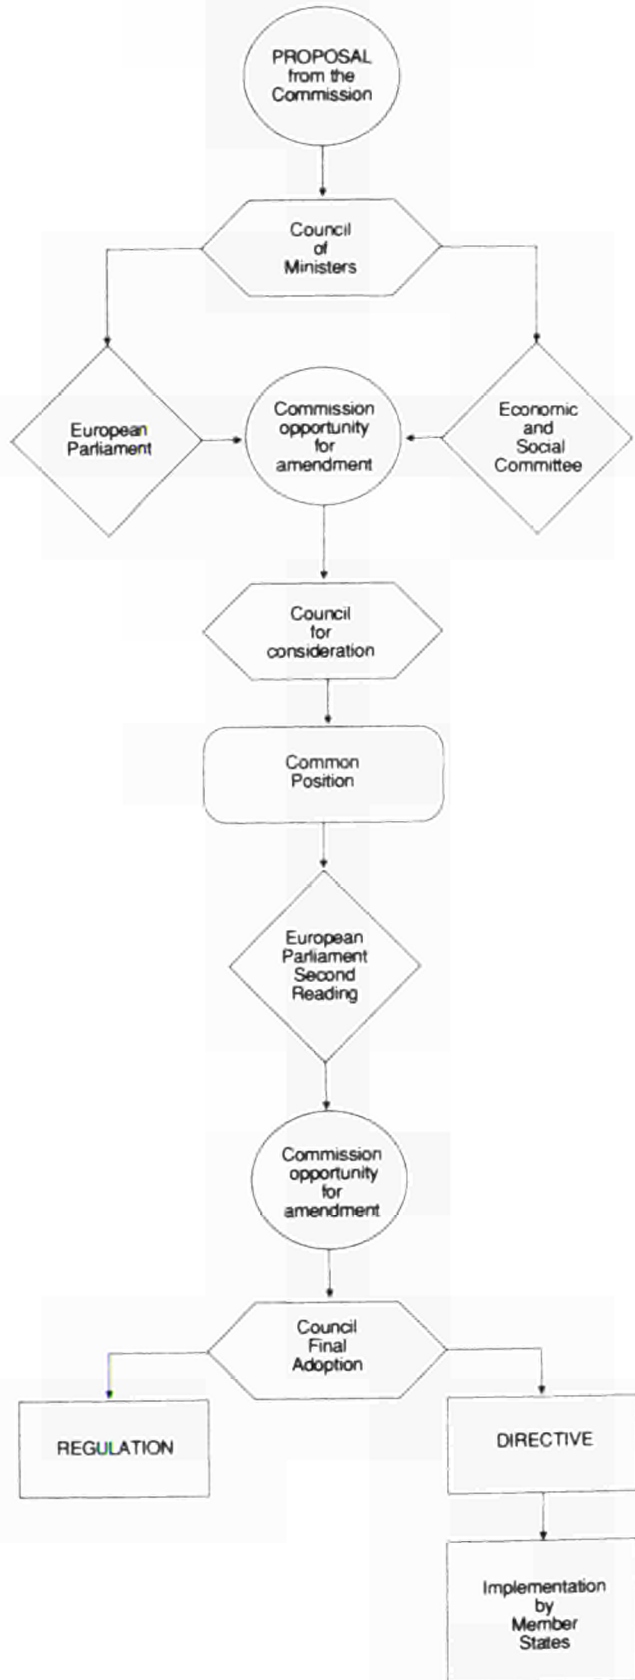 PROPOSAL
from the
Commission
Council
of
Ministers
European
Parliament
Commission
opportunity
for
amendment
Economic
and
Social
Committee
Council
for
consideration
Common
Position
European
Parliament
Second
Reading
Commission
opportunity
for
amendment
Council
Final
Adoption
REGULATION
DIRECTIVE
Implementation
by
Member
States